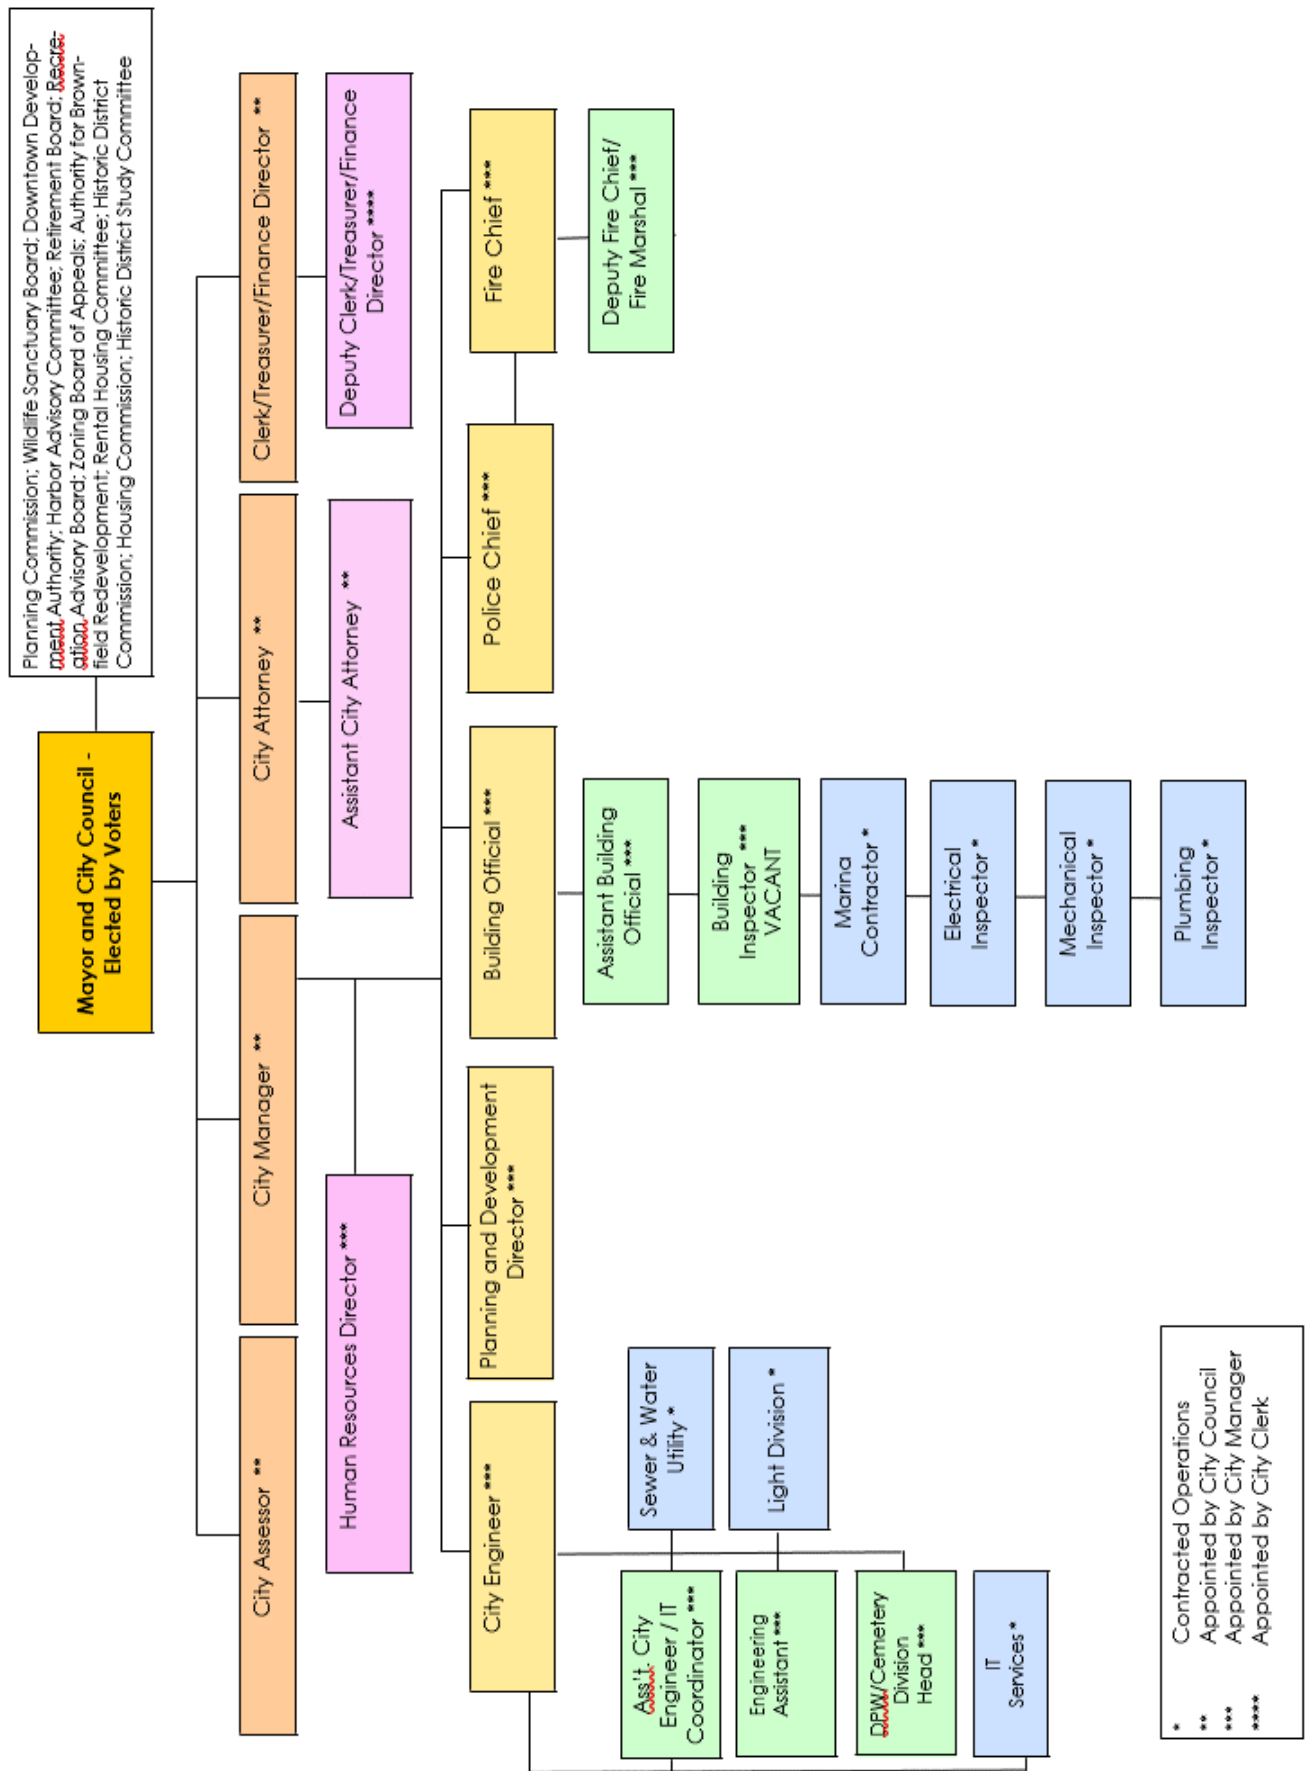 Mayor and City Council -
Elected by Voters
Planning Commission; Wildlife Sanctuary Board; Downtown Develop-
ment Authority; Harbor Advisory Committee; Retirement Board; Recre-
ation Advisory Board; Zoning Board of Appeals; Authority for Brown-
field Redevelopment; Rental Housing Committee; Historic District
Commission; Housing Commission; Historic District Study Committee
City Assessor **
City Manager **
City Attorney **
Clerk/Treasurer/Finance Director **
Human Resources Director ***
Assistant City Attorney **
Deputy Clerk/Treasurer/Finance
Director ****
City Engineer ***
Planning and Development
Director ***
Building Official ***
Police Chief ***
Fire Chief ***
Ass't. City
Engineer / IT
Coordinator ***
Sewer & Water
Utility *
Engineering
Assistant ***
Light Division *
DPW/Cemetery
Division
Head ***
IT
Services *
Assistant Building
Official ***
Building
Inspector ***
VACANT
Marina
Contractor *
Electrical
Inspector *
Mechanical
Inspector *
Plumbing
Inspector *
Deputy Fire Chief/
Fire Marshal ***
* Contracted Operations
** Appointed by City Council
*** Appointed by City Manager
**** Appointed by City Clerk